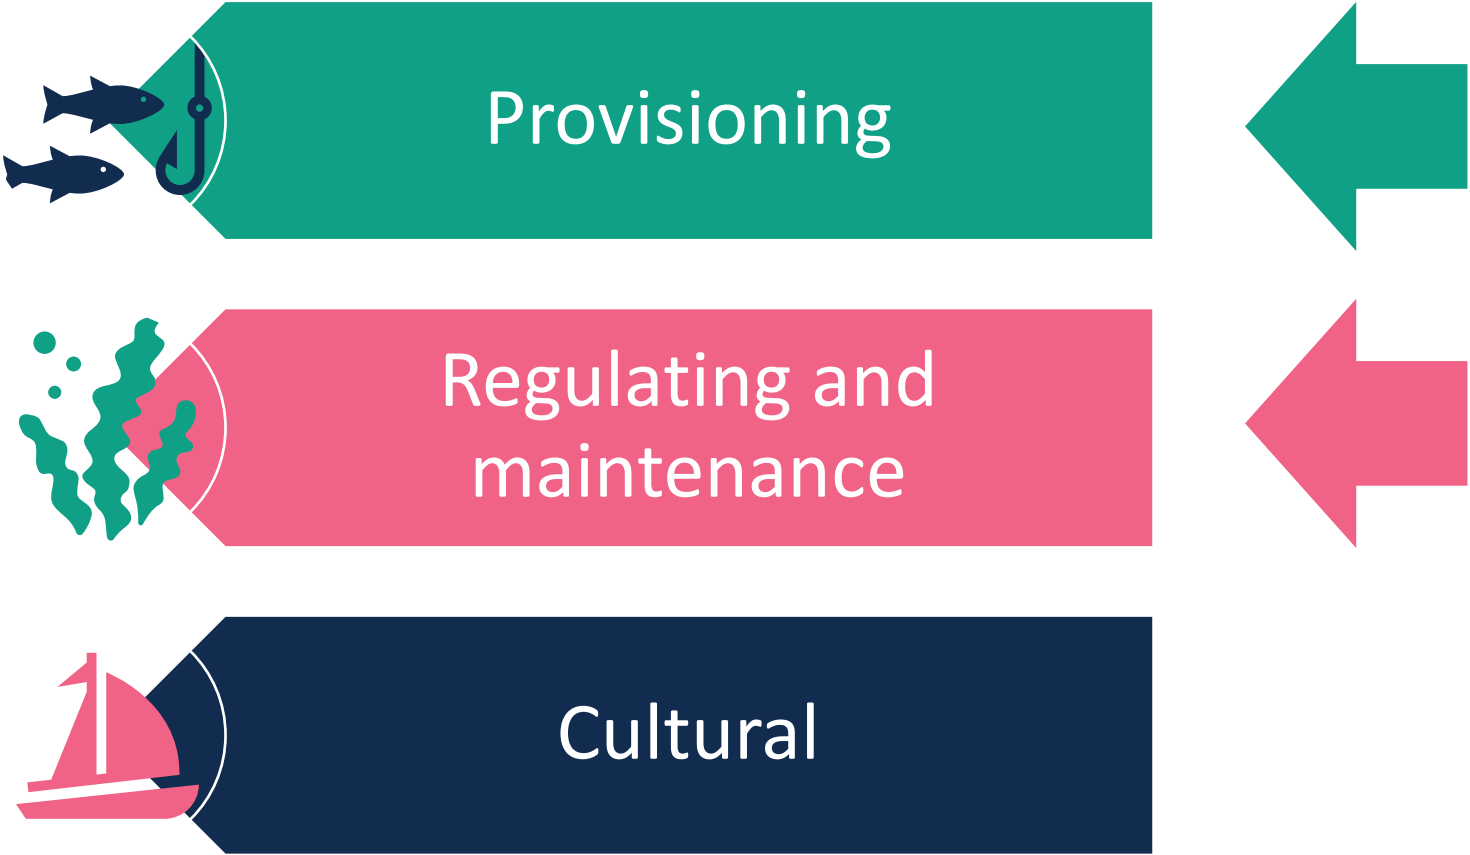 Provisioning
Regulating and
maintenance
Cultural